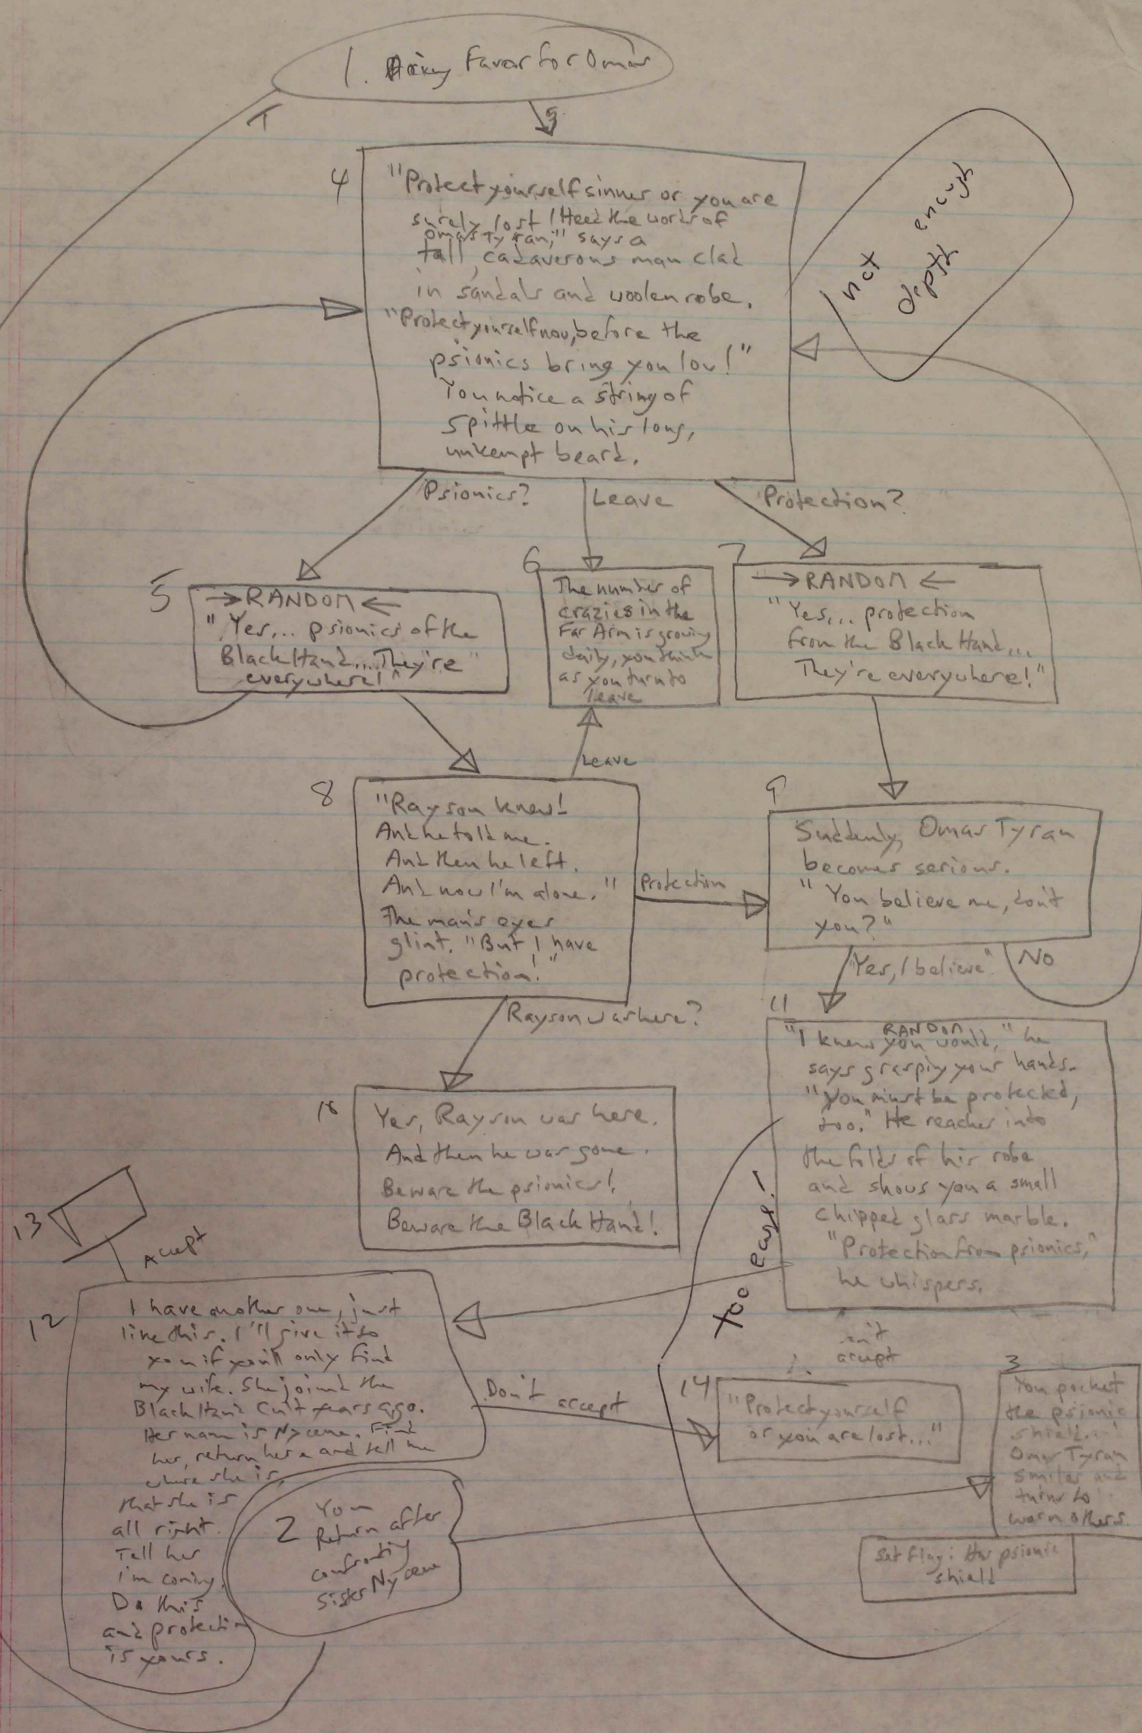 1. Doing Favor for Omar
1
3
4
"Protect yourself sinner or you are
surely lost! Heed the words of
Omar Tyran," says a
tall, cadaverous man clad
in sandals and woolen robe.
"Protect yourself now, before the
psionics bring you low!"
You notice a string of
spittle on his long,
unkempt beard.
not
depth enough
Psionics?
Leave
Protection?
5
→RANDOM←
"Yes,... psionics of the
Black Hand...They're"
everywhere!"
6
The number of
crazies in the
Far Arm is growing
daily, you think
as you turn to
leave
7
→RANDOM←
"Yes,... protection
from the Black Hand...
They're everywhere!"
Leave
8
"Rayson knew!
And he told me.
And then he left.
And now I'm alone."
The man's eyes
glint. "But I have
protection!"
Protection
9
Suddenly, Omar Tyran
becomes serious.
"You believe me, don't
you?"
"Yes, I believe"
No
Rayson was here?
10
Yes, Rayson was here.
And then he was gone.
Beware the psionics!
Beware the Black Hand!
11
RANDOM
"I knew you would," he
says grasping your hands.
"You must be protected,
too." He reaches into
the folds of his robe
and shows you a small
chipped glass marble.
"Protection from psionics,"
he whispers.
too easy!
13
Accept
12
I have another one, just
like this. I'll give it to
you if you'll only find
my wife. She joined the
Black Hand Cult years ago.
Her name is Nycene. Find
her, return here and tell me
where she is,
that she is
all right.
Tell her
I'm coming.
Do this
and protection
is yours.
Don't accept
accept
14
"Protect yourself
or you are lost..."
2 You
Return after
confronting
Sister Nycene
3
You pocket
the psionic
shield.
Omar Tyran
smiles and
turns to
warn others.
Set flag: Has psionic
shield